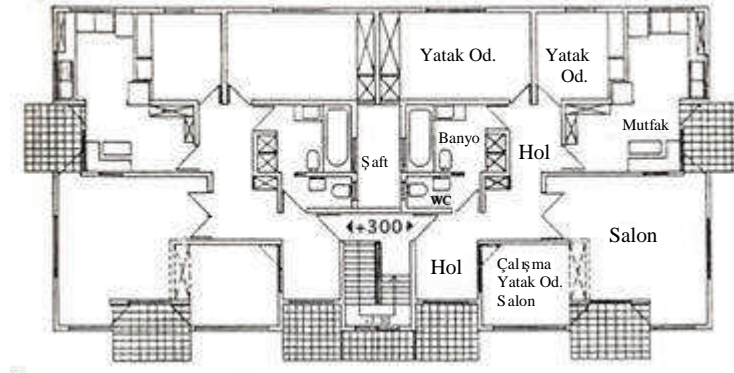 Yatak Od.
Yatak
Od.
Mutfak
Banyo
Hol
Şaft
WC
+300
Salon
Hol
Çalışma
Yatak Od.
Salon